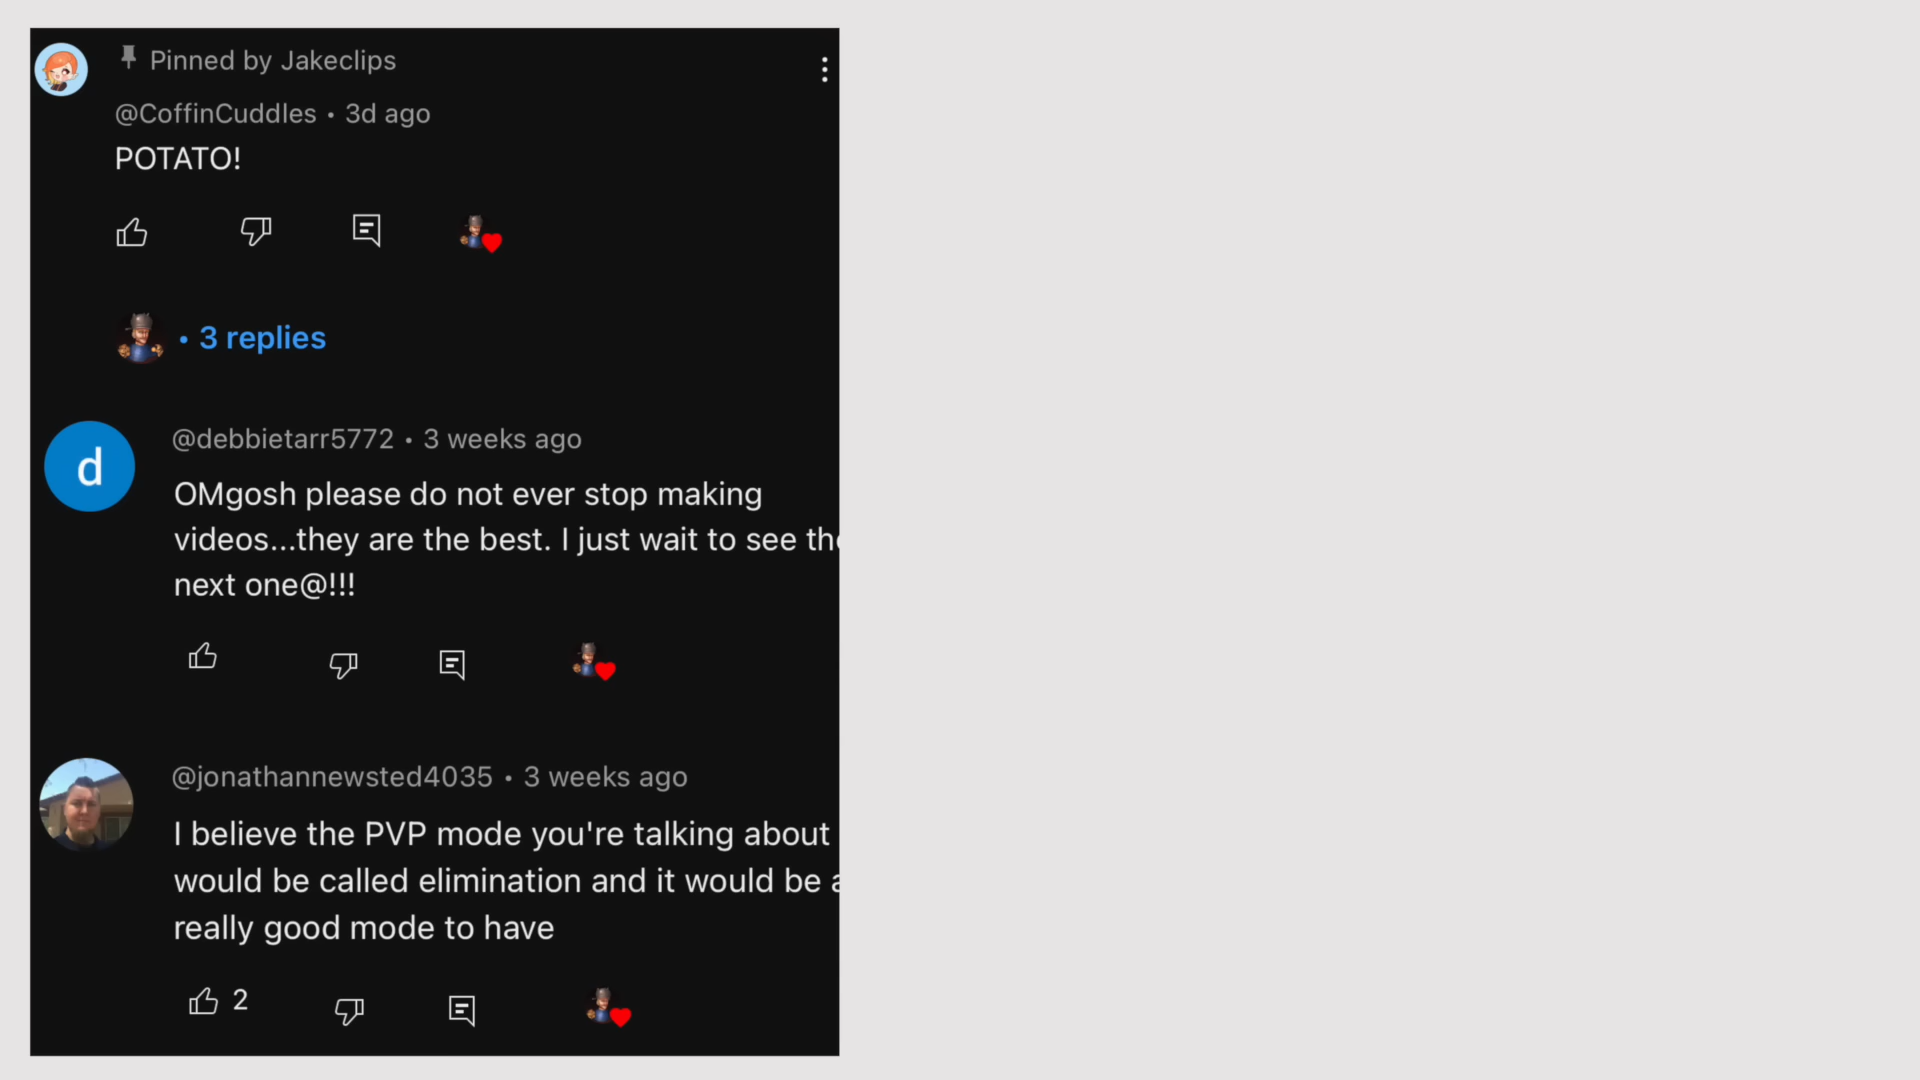 Pinned by Jakeclips
@CoffinCuddles • 3d ago
POTATO!
• 3 replies
d
@debbietarr5772 • 3 weeks ago
OMgosh please do not ever stop making
videos...they are the best. I just wait to see the
next one@!!!
@jonathannewsted4035 • 3 weeks ago
I believe the PVP mode you're talking about
would be called elimination and it would be a
really good mode to have
2